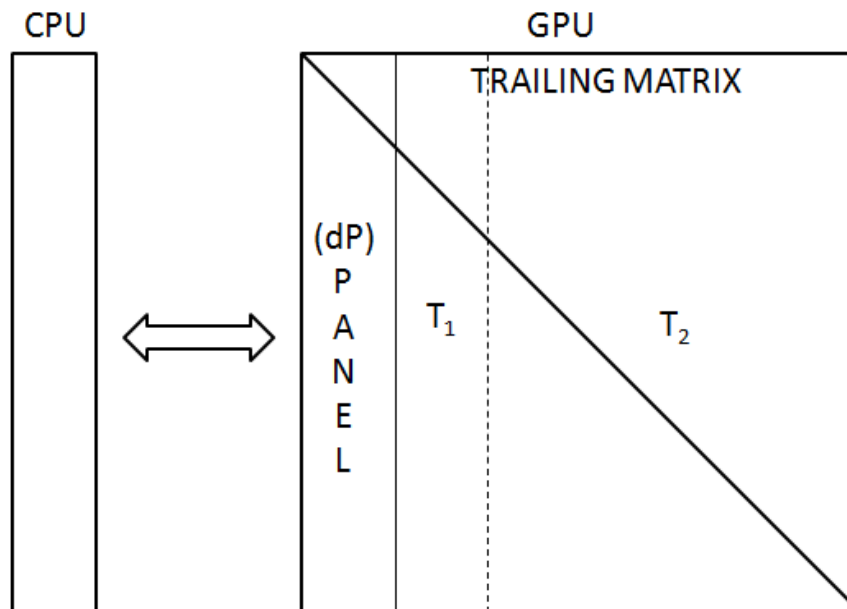 CPU
GPU
TRAILING MATRIX
(dP)
P
A
N
E
L
T₁
T₂